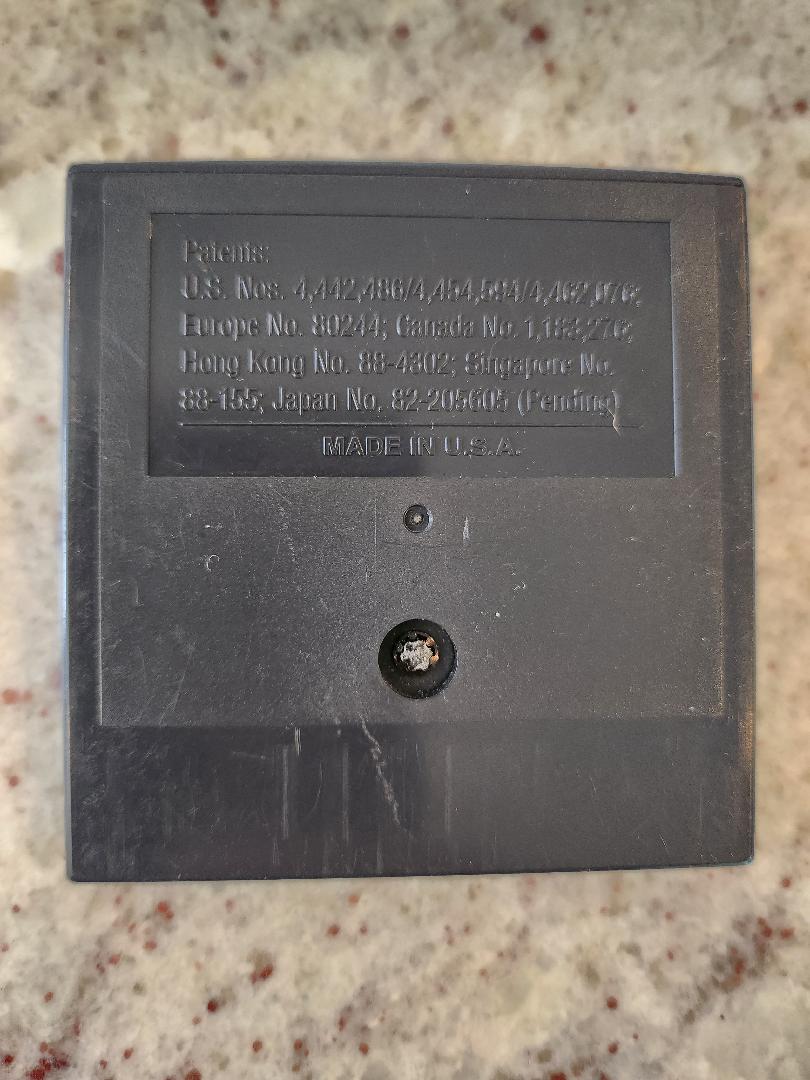 Patents:
U.S. Nos. 4,442,486/4,454,594/4,462,076;
Europe No. 80244; Canada No. 1,183,276;
Hong Kong No. 88-4302; Singapore No.
88-155; Japan No. 82-205605 (Pending)
MADE IN U.S.A.